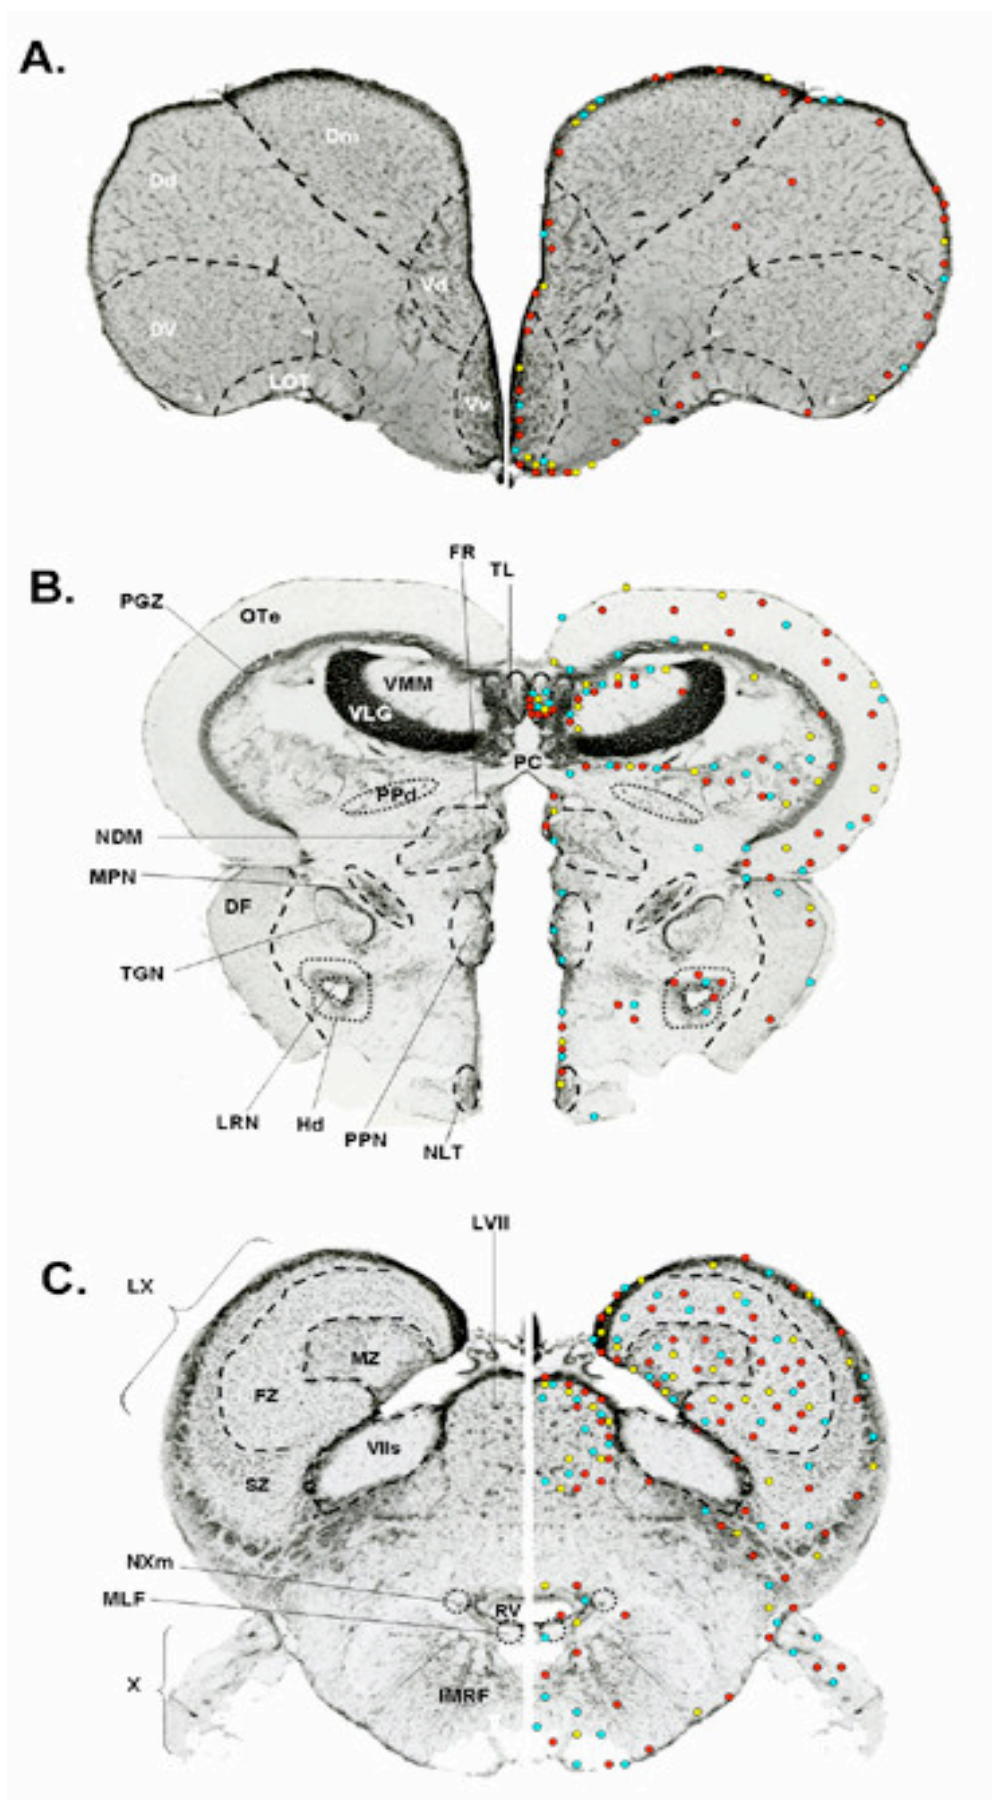 A.
Dm
Dd
Vd
DV
LOT
Vv
B.
FR
TL
PGZ
OTe
VMM
VLG
PC
PPd
NDM
MPN
DF
TGN
LRN
Hd
PPN
NLT
C.
LVII
LX
MZ
FZ
VIIs
SZ
NXm
MLF
RV
X
IMRF